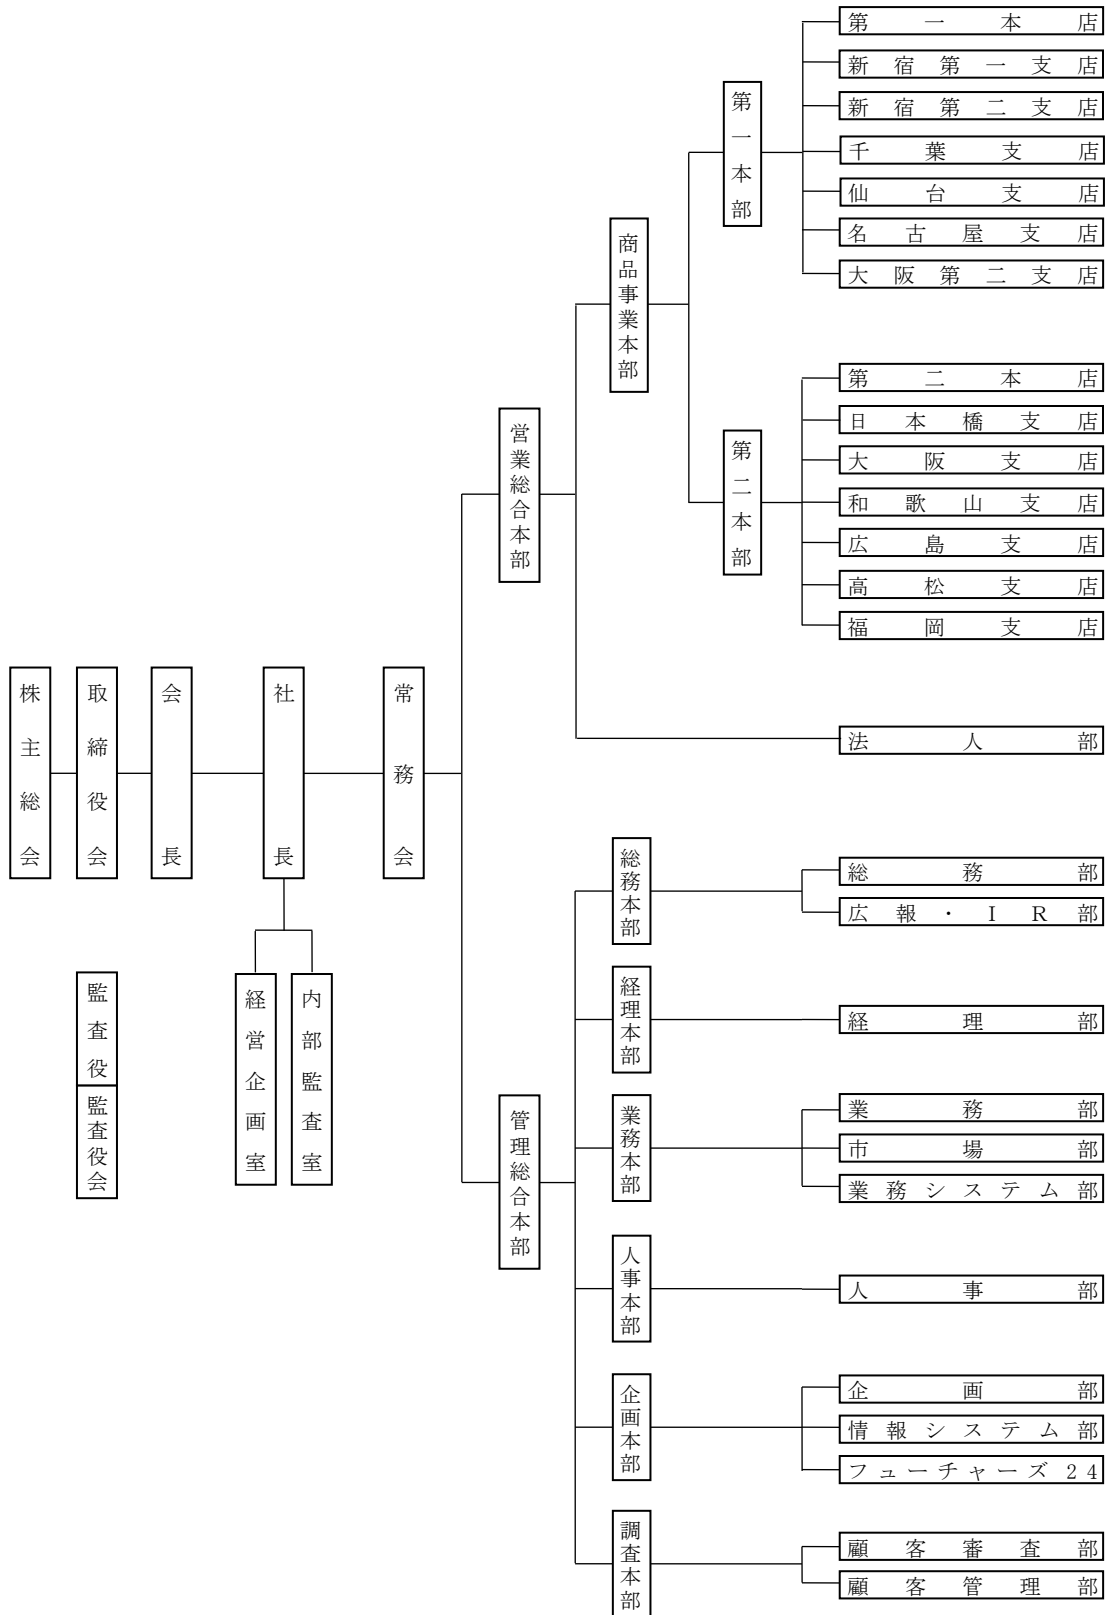 株主総会
取締役会
会長
社長
常務会
監査役
監査役会
経営企画室
内部監査室
営業総合本部
商品事業本部
第一本部
第一本店
新宿第一支店
新宿第二支店
千葉支店
仙台支店
名古屋支店
大阪第二支店
第二本部
第二本店
日本橋支店
大阪支店
和歌山支店
広島支店
高松支店
福岡支店
法人部
管理総合本部
総務本部
総務部
広報・IR部
経理本部
経理部
業務本部
業務部
市場部
業務システム部
人事本部
人事部
企画本部
企画部
情報システム部
フューチャーズ24
調査本部
顧客審査部
顧客管理部